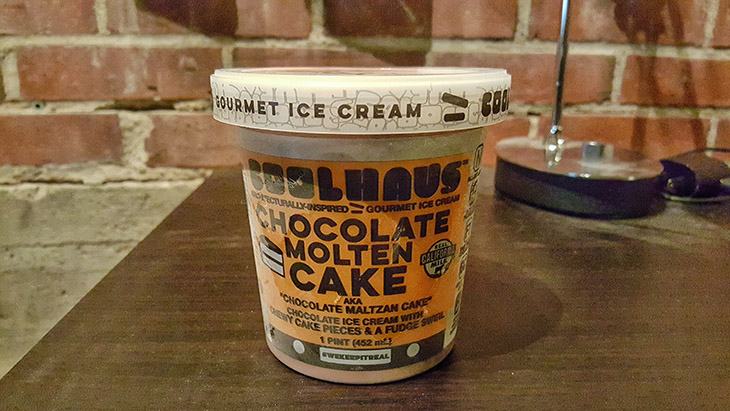 GOURMET ICE CREAM
COOLHAUS™
ARCHITECTURALLY-INSPIRED GOURMET ICE CREAM
CHOCOLATE
MOLTEN
CAKE
REAL
CALIFORNIA
MILK
AKA
"CHOCOLATE MALTZAN CAKE"
CHOCOLATE ICE CREAM WITH
CHEWY CAKE PIECES & A FUDGE SWIRL
1 PINT (452 mL)
#WEKEEPITREAL